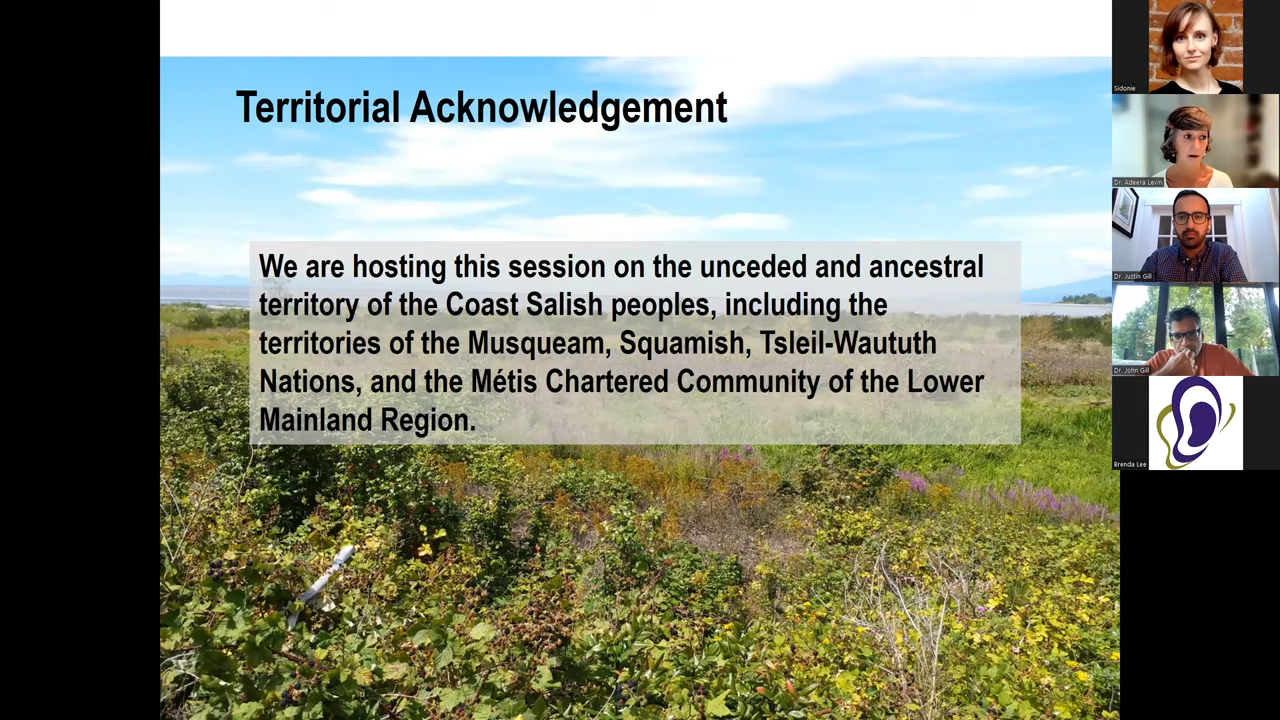 Territorial Acknowledgement
We are hosting this session on the unceded and ancestral
territory of the Coast Salish peoples, including the
territories of the Musqueam, Squamish, Tsleil-Waututh
Nations, and the Métis Chartered Community of the Lower
Mainland Region.
Sidonie
Dr. Adeera Levin
Dr. Justin Gill
Dr. John Gill
Brenda Lee